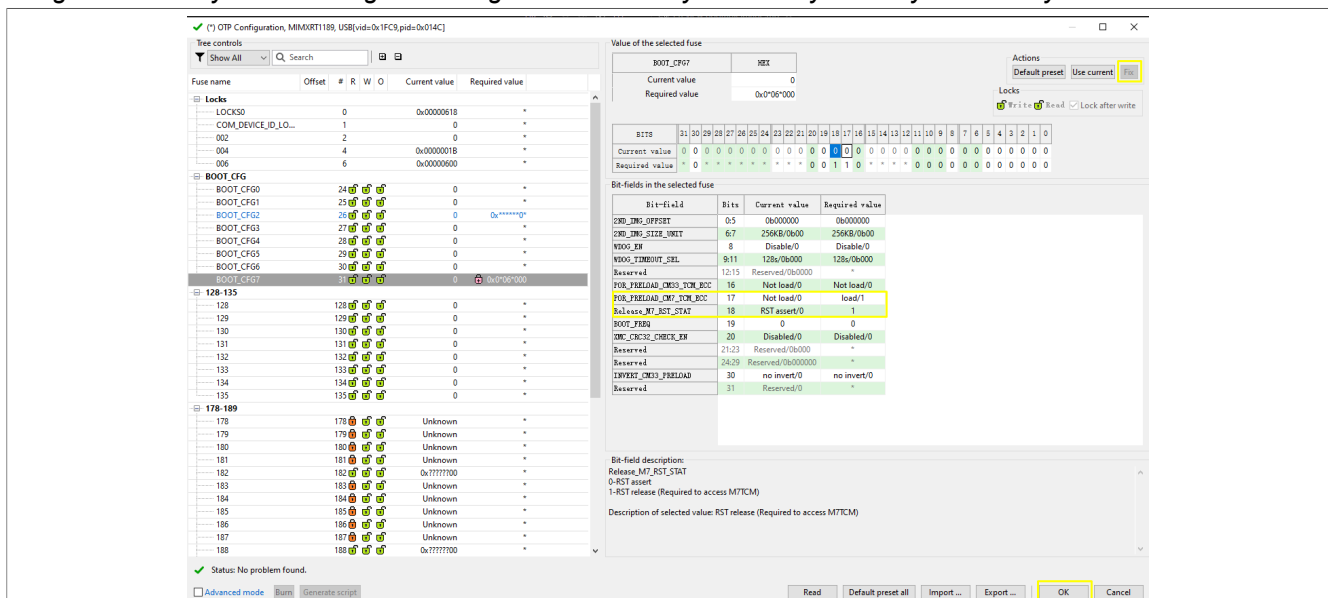 (*) OTP Configuration, MIMXRT1189, USB[vid=0x1FC9,pid=0x014C]
Tree controls
Show All Search
Fuse name Offset # R W O Current value Required value
Locks
LOCKS0 0 0x00000618 *
COM_DEVICE_ID_LO... 1 0 *
002 2 0 *
004 4 0x0000001B *
006 6 0x00000600 *
BOOT_CFG
BOOT_CFG0 24 0 *
BOOT_CFG1 25 0 *
BOOT_CFG2 26 0 0x******0*
BOOT_CFG3 27 0 *
BOOT_CFG4 28 0 *
BOOT_CFG5 29 0 *
BOOT_CFG6 30 0 *
BOOT_CFG7 31 0 0x0*06*000
128-135
128 128 0 *
129 129 0 *
130 130 0 *
131 131 0 *
132 132 0 *
133 133 0 *
134 134 0 *
135 135 0 *
178-189
178 178 Unknown *
179 179 Unknown *
180 180 Unknown *
181 181 Unknown *
182 182 0x??????00 *
183 183 Unknown *
184 184 Unknown *
185 185 Unknown *
186 186 Unknown *
187 187 Unknown *
188 188 0x??????00 *
Value of the selected fuse
BOOT_CFG7 HEX
Current value 0
Required value 0x0*06*000
Actions
Default preset Use current Fix
Locks
Write Read Lock after write
BITS 31 30 29 28 27 26 25 24 23 22 21 20 19 18 17 16 15 14 13 12 11 10 9 8 7 6 5 4 3 2 1 0
Current value 0 0 0 0 0 0 0 0 0 0 0 0 0 0 0 0 0 0 0 0 0 0 0 0 0 0 0 0 0 0 0 0
Required value * 0 * * * * * * * * * 0 0 1 1 0 * * * * 0 0 0 0 0 0 0 0 0 0 0 0
Bit-fields in the selected fuse
Bit-field Bits Current value Required value
2ND_IMG_OFFSET 0:5 0b000000 0b000000
2ND_IMG_SIZE_UNIT 6:7 256KB/0b00 256KB/0b00
WDOG_EN 8 Disable/0 Disable/0
WDOG_TIMEOUT_SEL 9:11 128s/0b000 128s/0b000
Reserved 12:15 Reserved/0b0000 *
POR_PRELOAD_CM33_TCM_ECC 16 Not load/0 Not load/0
POR_PRELOAD_CM7_TCM_ECC 17 Not load/0 load/1
Release_M7_RST_STAT 18 RST assert/0 1
BOOT_FREQ 19 0 0
XMC_CRC32_CHECK_EN 20 Disabled/0 Disabled/0
Reserved 21:23 Reserved/0b000 *
Reserved 24:29 Reserved/0b000000 *
INVERT_CM33_PRELOAD 30 no invert/0 no invert/0
Reserved 31 Reserved/0 *
Bit-field description:
Release_M7_RST_STAT
0-RST assert
1-RST release (Required to access M7TCM)
Description of selected value: RST release (Required to access M7TCM)
Status: No problem found.
Advanced mode Burn Generate script Read Default preset all Import ... Export ... OK Cancel